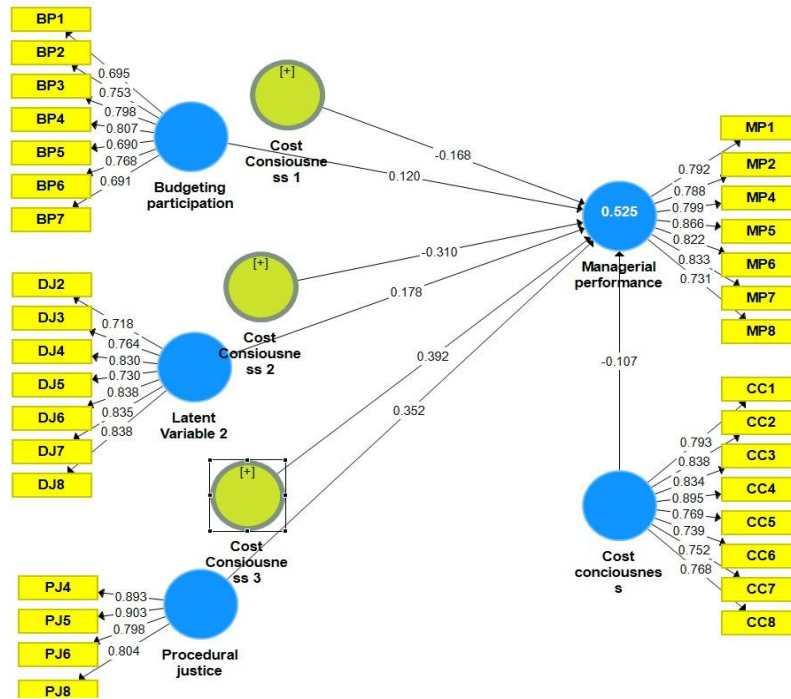 BP1
BP2
BP3
BP4
BP5
BP6
BP7
0.695
0.753
0.798
0.807
0.690
0.768
0.691
Budgeting
participation
[+]
Cost
Consiousne
ss 1
-0.168
0.120
DJ2
DJ3
DJ4
DJ5
DJ6
DJ7
DJ8
0.718
0.764
0.830
0.730
0.838
0.835
0.838
Latent
Variable 2
[+]
Cost
Consiousne
ss 2
-0.310
0.178
PJ4
PJ5
PJ6
PJ8
0.893
0.903
0.798
0.804
Procedural
justice
[+]
Cost
Consiousne
ss 3
0.392
0.352
0.525
Managerial
performance
0.792
0.788
0.799
0.866
0.822
0.833
0.731
MP1
MP2
MP4
MP5
MP6
MP7
MP8
-0.107
Cost
conciousnes
s
0.793
0.838
0.834
0.895
0.769
0.739
0.752
0.768
CC1
CC2
CC3
CC4
CC5
CC6
CC7
CC8